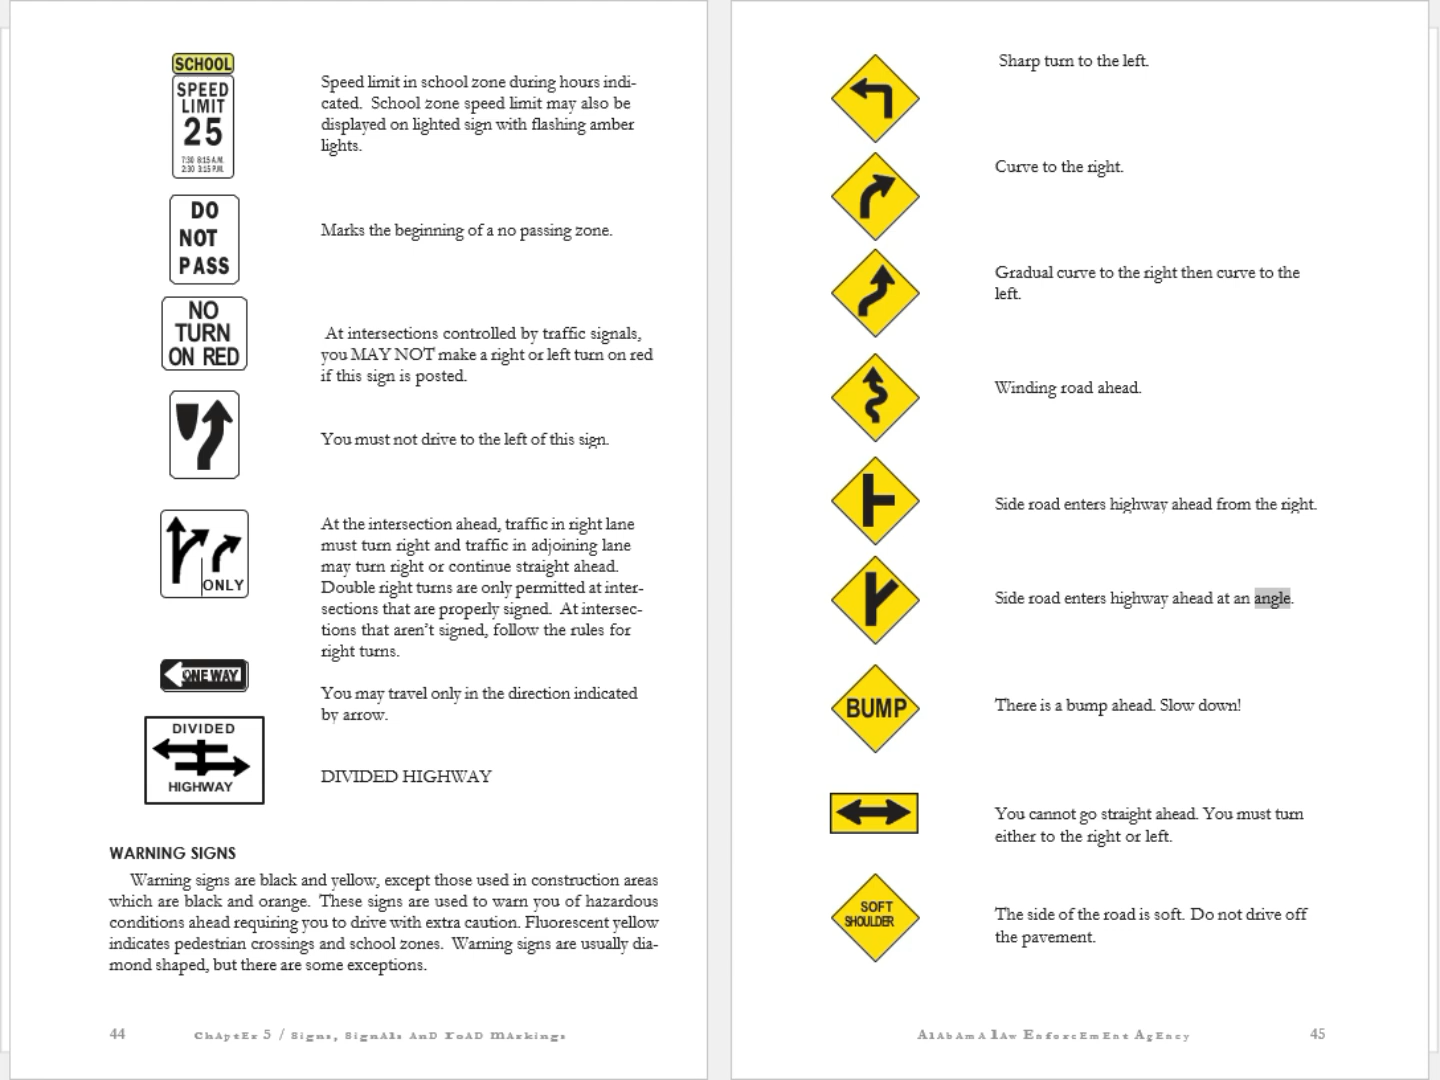 SCHOOL
SPEED
LIMIT
25
7:30 8:15 A.M.
2:30 3:15 P.M.
Speed limit in school zone during hours indi-
cated. School zone speed limit may also be
displayed on lighted sign with flashing amber
lights.
DO
NOT
PASS
Marks the beginning of a no passing zone.
NO
TURN
ON RED
At intersections controlled by traffic signals,
you MAY NOT make a right or left turn on red
if this sign is posted.
You must not drive to the left of this sign.
ONLY
At the intersection ahead, traffic in right lane
must turn right and traffic in adjoining lane
may turn right or continue straight ahead.
Double right turns are only permitted at inter-
sections that are properly signed. At intersec-
tions that aren't signed, follow the rules for
right turns.
ONE WAY
You may travel only in the direction indicated
by arrow.
DIVIDED
HIGHWAY
DIVIDED HIGHWAY
WARNING SIGNS
Warning signs are black and yellow, except those used in construction areas
which are black and orange. These signs are used to warn you of hazardous
conditions ahead requiring you to drive with extra caution. Fluorescent yellow
indicates pedestrian crossings and school zones. Warning signs are usually dia-
mond shaped, but there are some exceptions.
44 ChAptEr 5 / Signs, SignAls AnD roAD mArkings
Sharp turn to the left.
Curve to the right.
Gradual curve to the right then curve to the
left.
Winding road ahead.
Side road enters highway ahead from the right.
Side road enters highway ahead at an angle.
BUMP
There is a bump ahead. Slow down!
You cannot go straight ahead. You must turn
either to the right or left.
SOFT
SHOULDER
The side of the road is soft. Do not drive off
the pavement.
AlAbAmA lAw EnforcEmEnt AgEncy 45